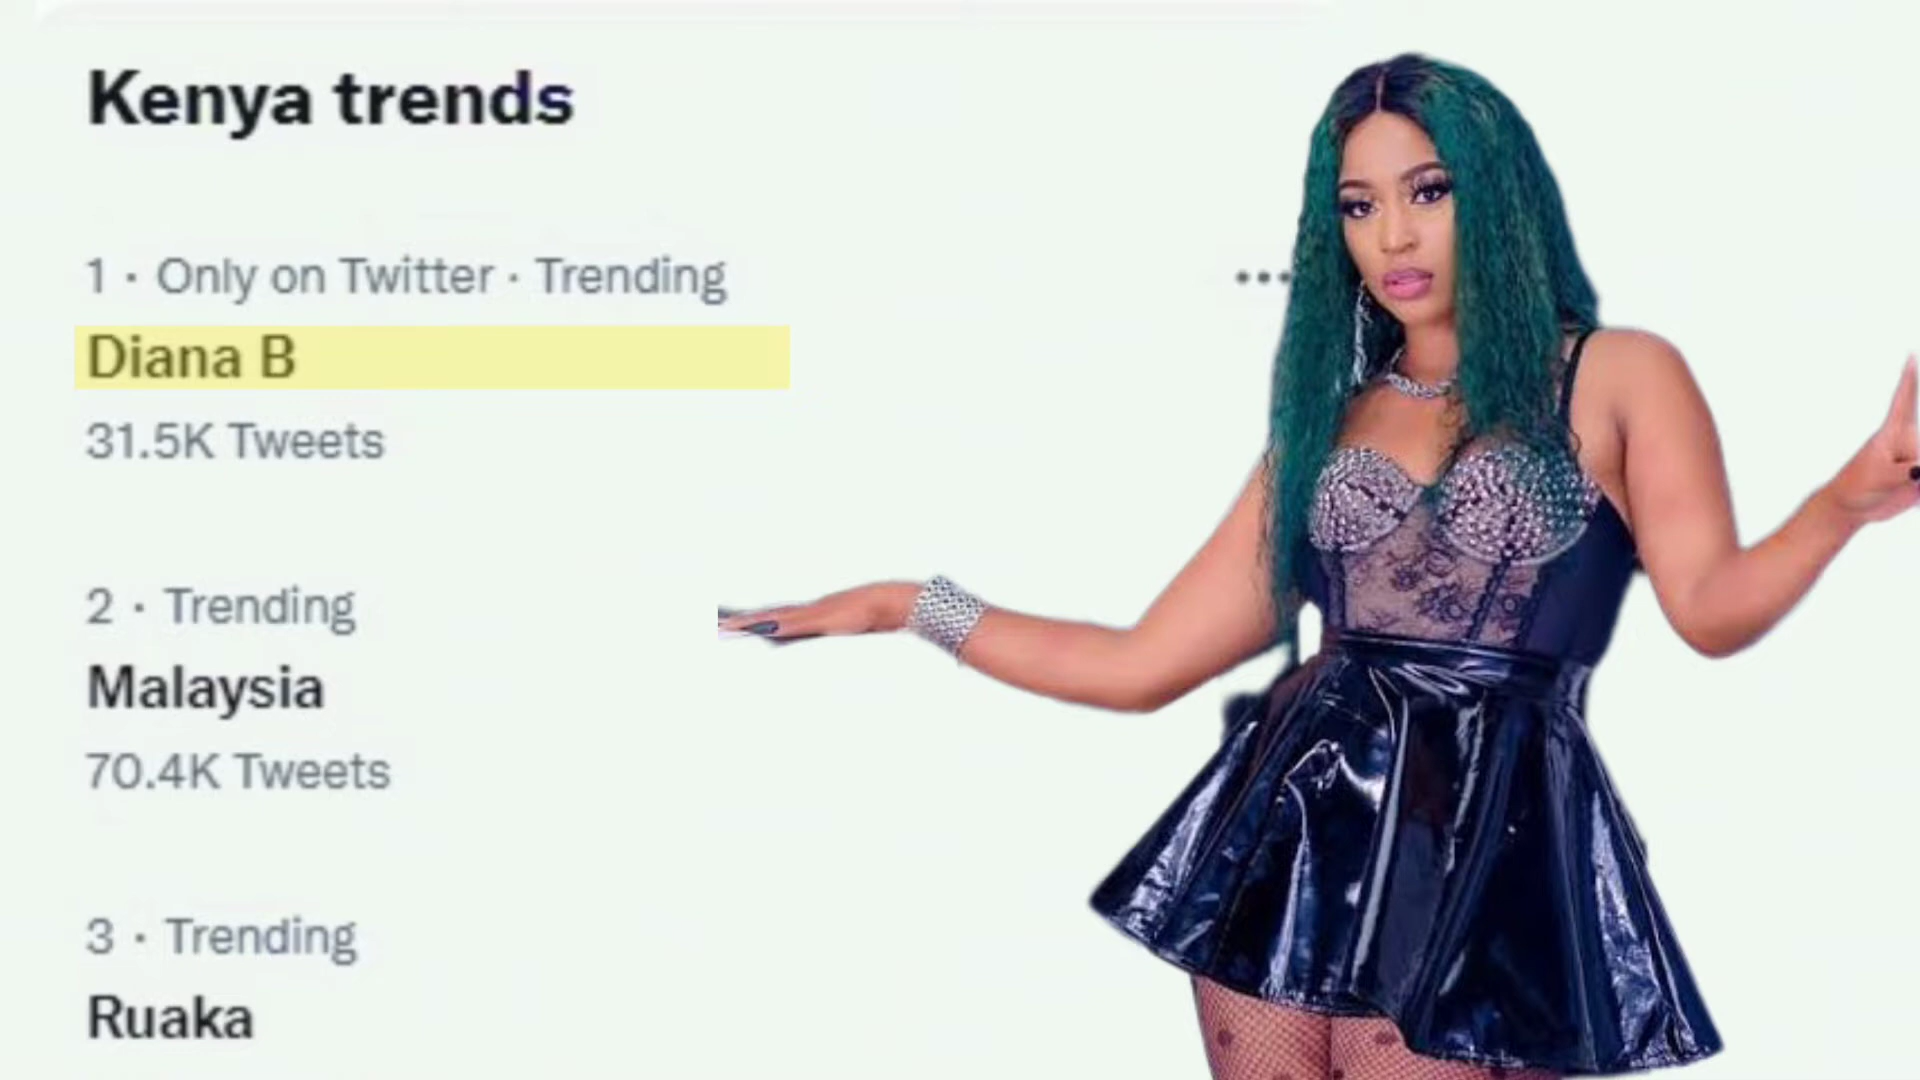 Kenya trends
1 · Only on Twitter · Trending
Diana B
31.5K Tweets
2 · Trending
Malaysia
70.4K Tweets
3 · Trending
Ruaka